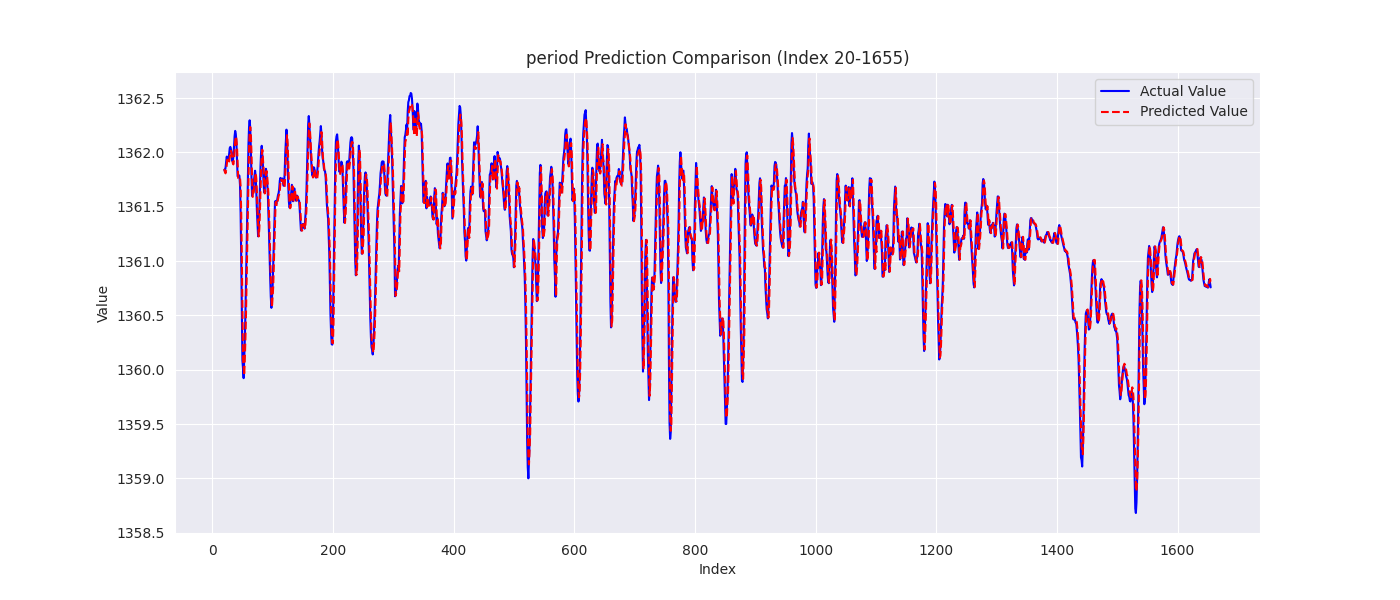 period Prediction Comparison (Index 20-1655)
Actual Value
Predicted Value
Value
1362.5
1362.0
1361.5
1361.0
1360.5
1360.0
1359.5
1359.0
1358.5
0 200 400 600 800 1000 1200 1400 1600
Index